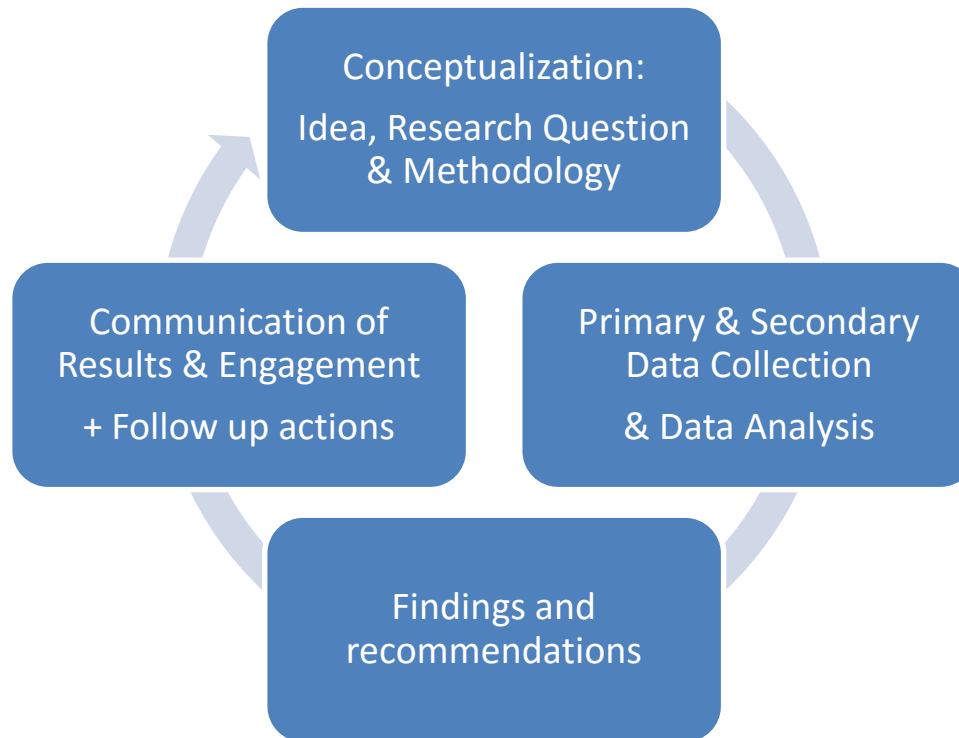 Conceptualization:
Idea, Research Question
& Methodology
Primary & Secondary
Data Collection
& Data Analysis
Findings and
recommendations
Communication of
Results & Engagement
+ Follow up actions